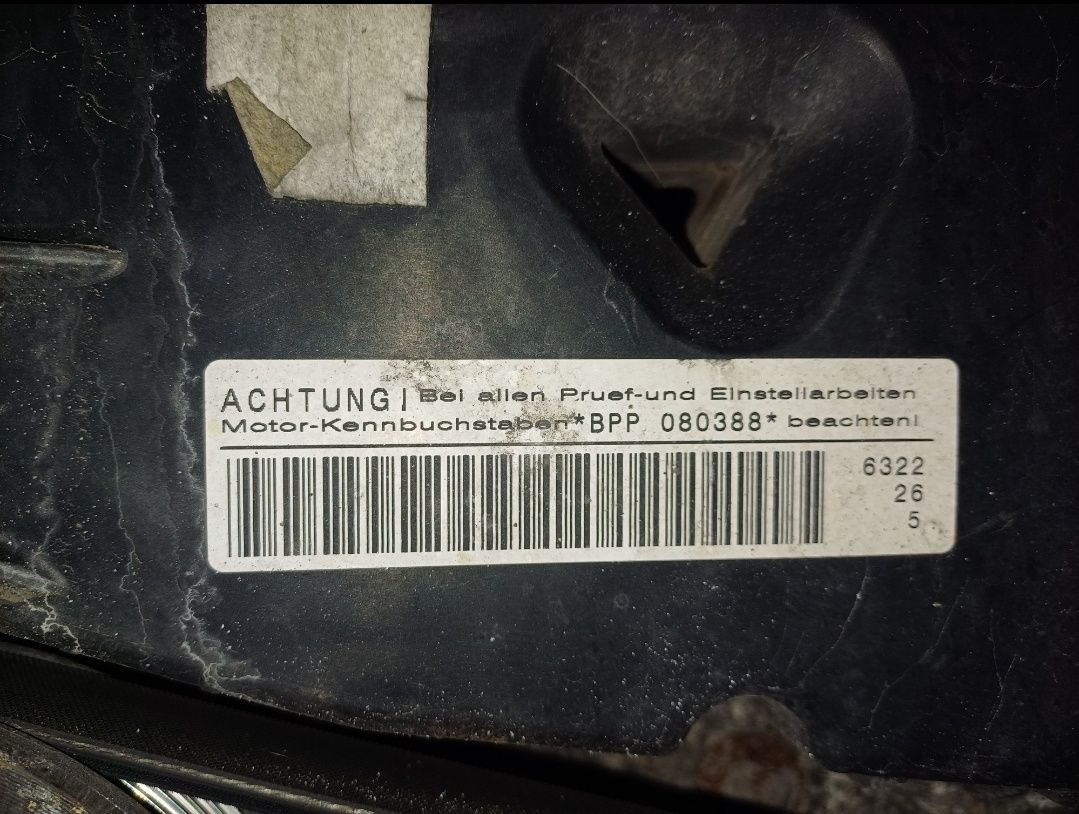 ACHTUNG! Bei allen Pruef-und Einstellarbeiten
Motor-Kennbuchstaben *BPP 080388* beachten!
6322
26
5